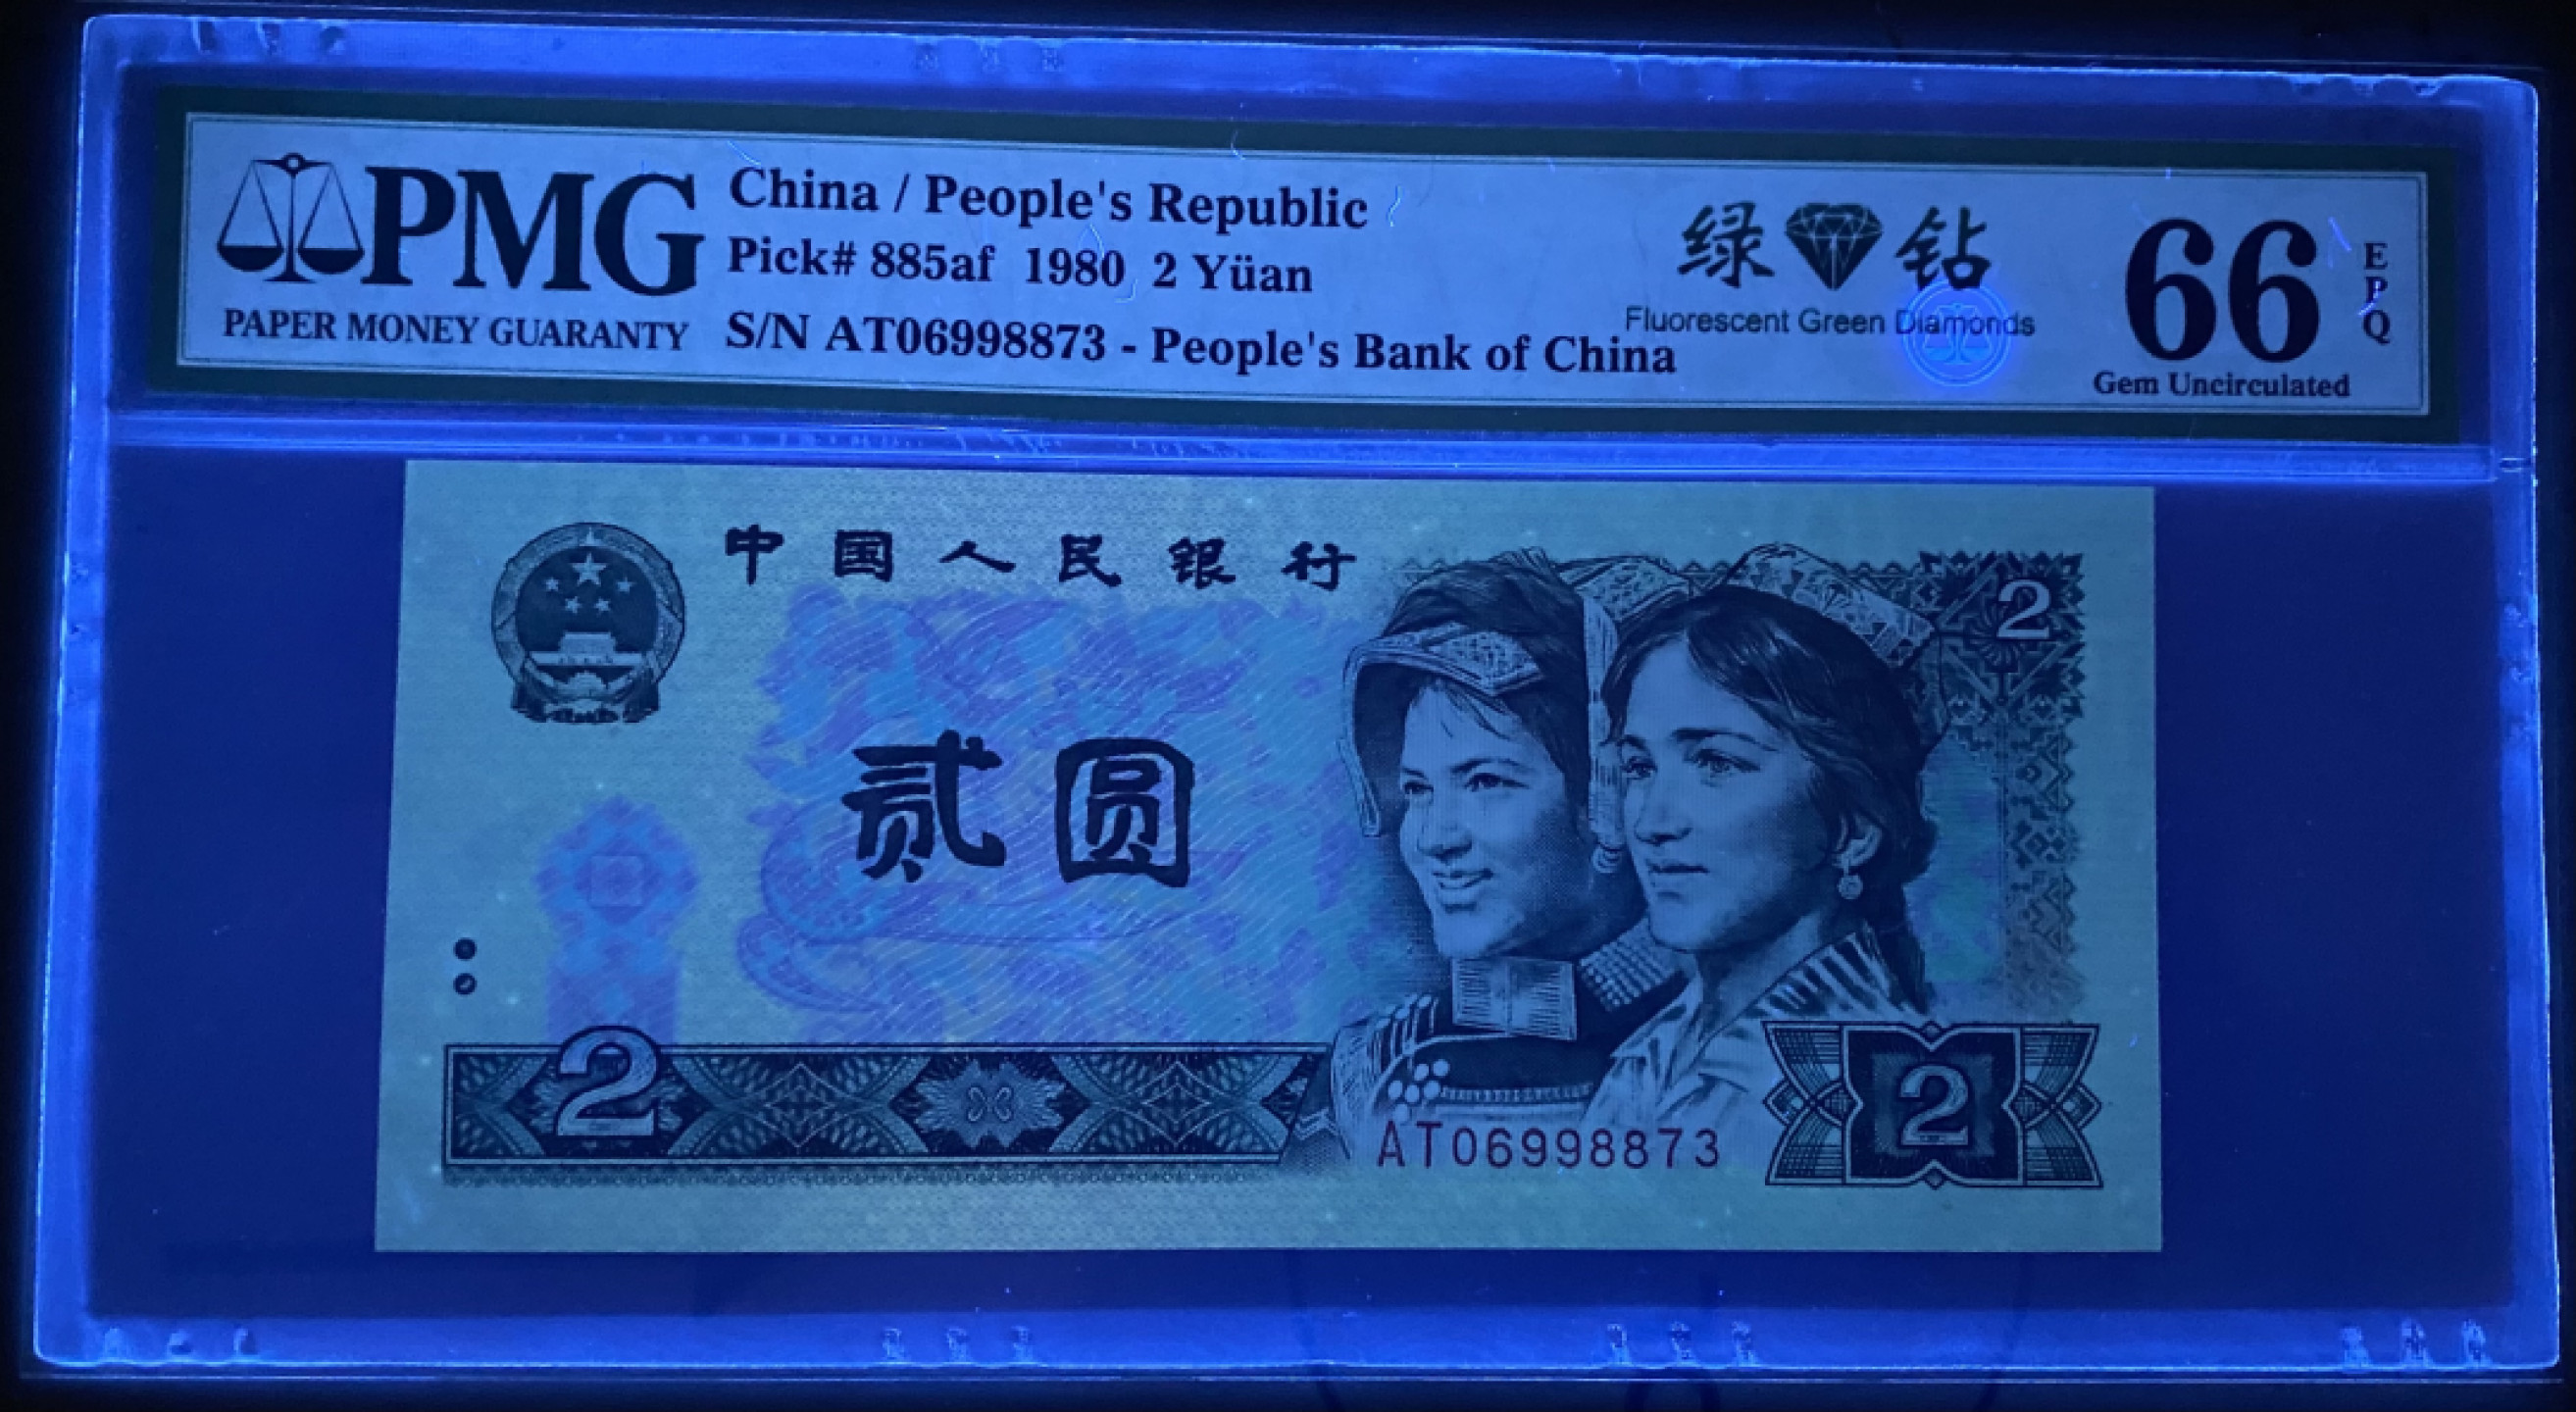 PMG
PAPER MONEY GUARANTY
China / People's Republic
Pick# 885af 1980 2 Yüan
S/N AT06998873 - People's Bank of China
绿 钻
Fluorescent Green Diamonds
66
EPQ
Gem Uncirculated
中国人民银行
2
贰圆
2
2
AT06998873